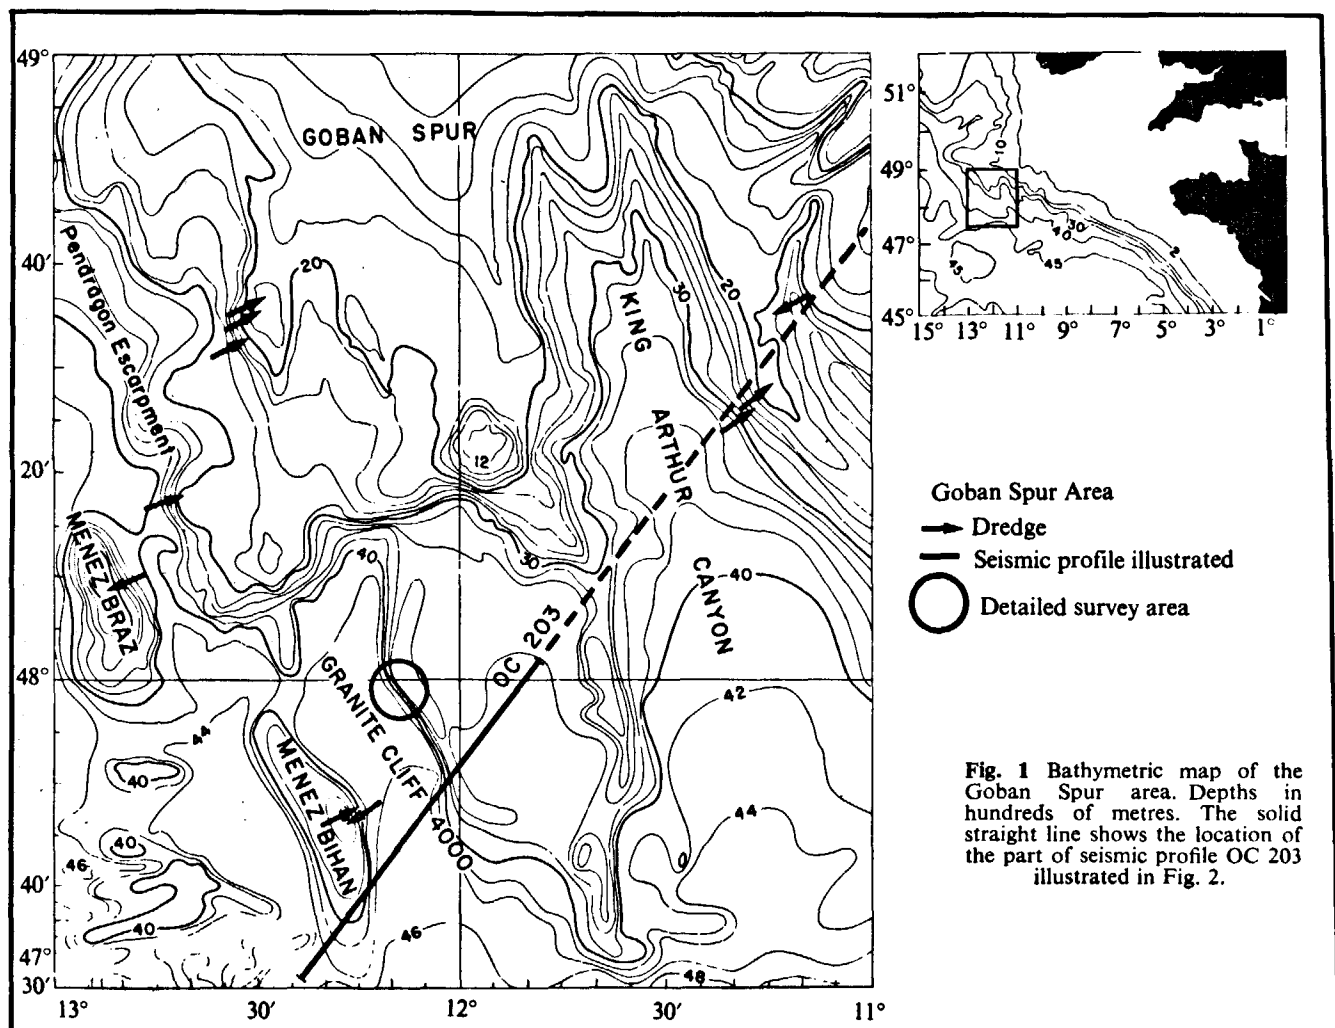 49°
GOBAN SPUR
Pendragon Escarpment
40′
20
30
20
KING
ARTHUR
CANYON
12
20′
MENEZ BRAZ
40
30
40
OC 203
48°
GRANITE CLIFF
42
44
40
MENEZ BIHAN
4000
44
40
46
40′
40
46
47°
30′
48
13°
30′
12°
30′
11°
51°
10
49°
47°
40
30
2
45
45
45°
15°
13°
11°
9°
7°
5°
3°
1°
Goban Spur Area
Dredge
Seismic profile illustrated
Detailed survey area
Fig. 1 Bathymetric map of the
Goban Spur area. Depths in
hundreds of metres. The solid
straight line shows the location of
the part of seismic profile OC 203
illustrated in Fig. 2.